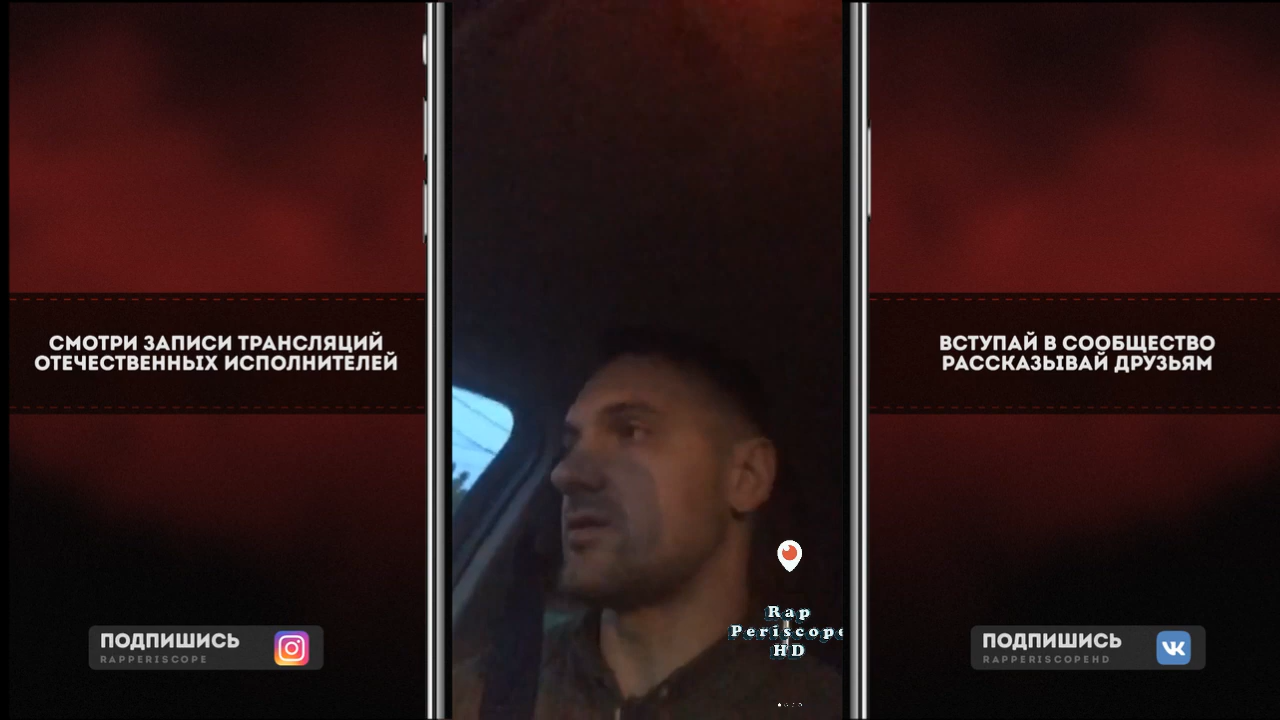 СМОТРИ ЗАПИСИ ТРАНСЛЯЦИЙ
ОТЕЧЕСТВЕННЫХ ИСПОЛНИТЕЛЕЙ
ПОДПИШИСЬ
RAPPERISCOPE
Rap
Periscope
HD
ВСТУПАЙ В СООБЩЕСТВО
РАССКАЗЫВАЙ ДРУЗЬЯМ
ПОДПИШИСЬ
RAPPERISCOPEHD